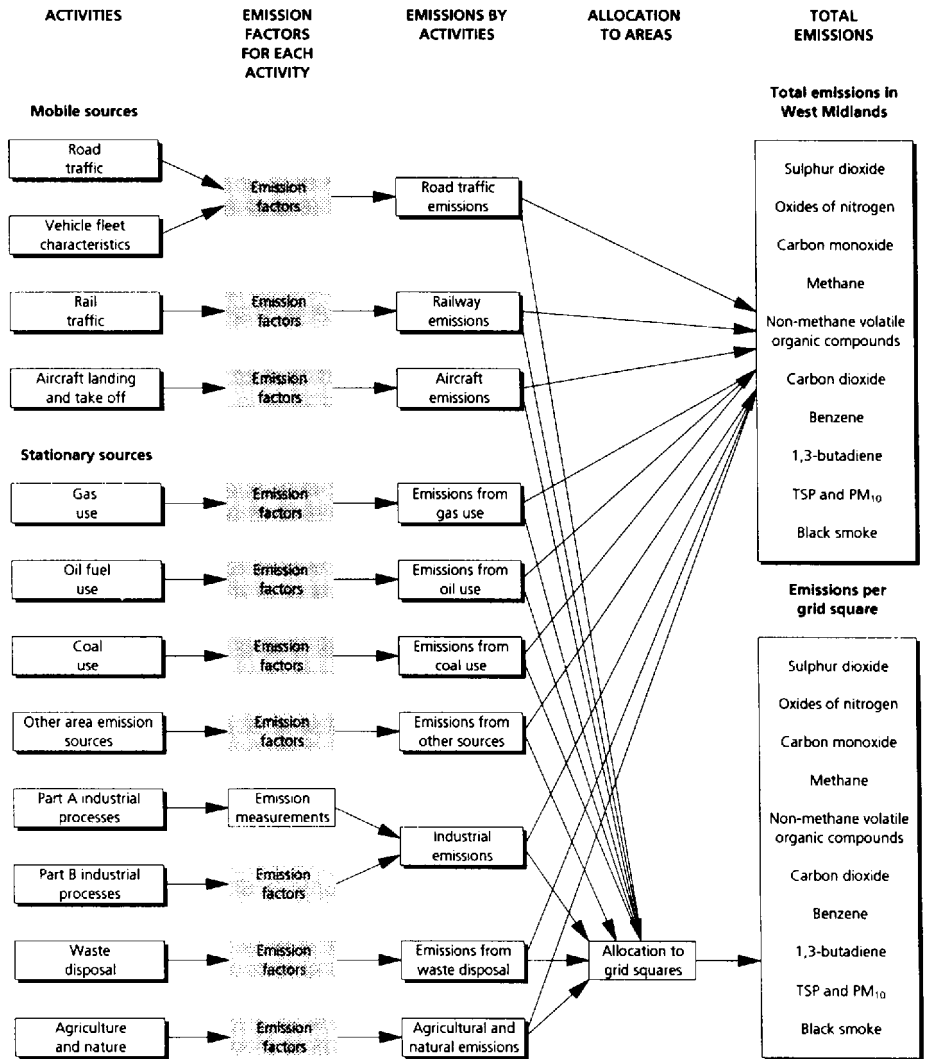 ACTIVITIES
EMISSION
FACTORS
FOR EACH
ACTIVITY
EMISSIONS BY
ACTIVITIES
ALLOCATION
TO AREAS
TOTAL
EMISSIONS
Mobile sources
Total emissions in
West Midlands
Road
traffic
Vehicle fleet
characteristics
Emission
factors
Road traffic
emissions
Rail
traffic
Emission
factors
Railway
emissions
Aircraft landing
and take off
Emission
factors
Aircraft
emissions
Sulphur dioxide
Oxides of nitrogen
Carbon monoxide
Methane
Non-methane volatile
organic compounds
Carbon dioxide
Benzene
1,3-butadiene
TSP and PM₁₀
Black smoke
Stationary sources
Gas
use
Emission
factors
Emissions from
gas use
Oil fuel
use
Emission
factors
Emissions from
oil use
Coal
use
Emission
factors
Emissions from
coal use
Other area emission
sources
Emission
factors
Emissions from
other sources
Part A industrial
processes
Emission
measurements
Industrial
emissions
Part B industrial
processes
Emission
factors
Waste
disposal
Emission
factors
Emissions from
waste disposal
Allocation to
grid squares
Agriculture
and nature
Emission
factors
Agricultural and
natural emissions
Emissions per
grid square
Sulphur dioxide
Oxides of nitrogen
Carbon monoxide
Methane
Non-methane volatile
organic compounds
Carbon dioxide
Benzene
1,3-butadiene
TSP and PM₁₀
Black smoke